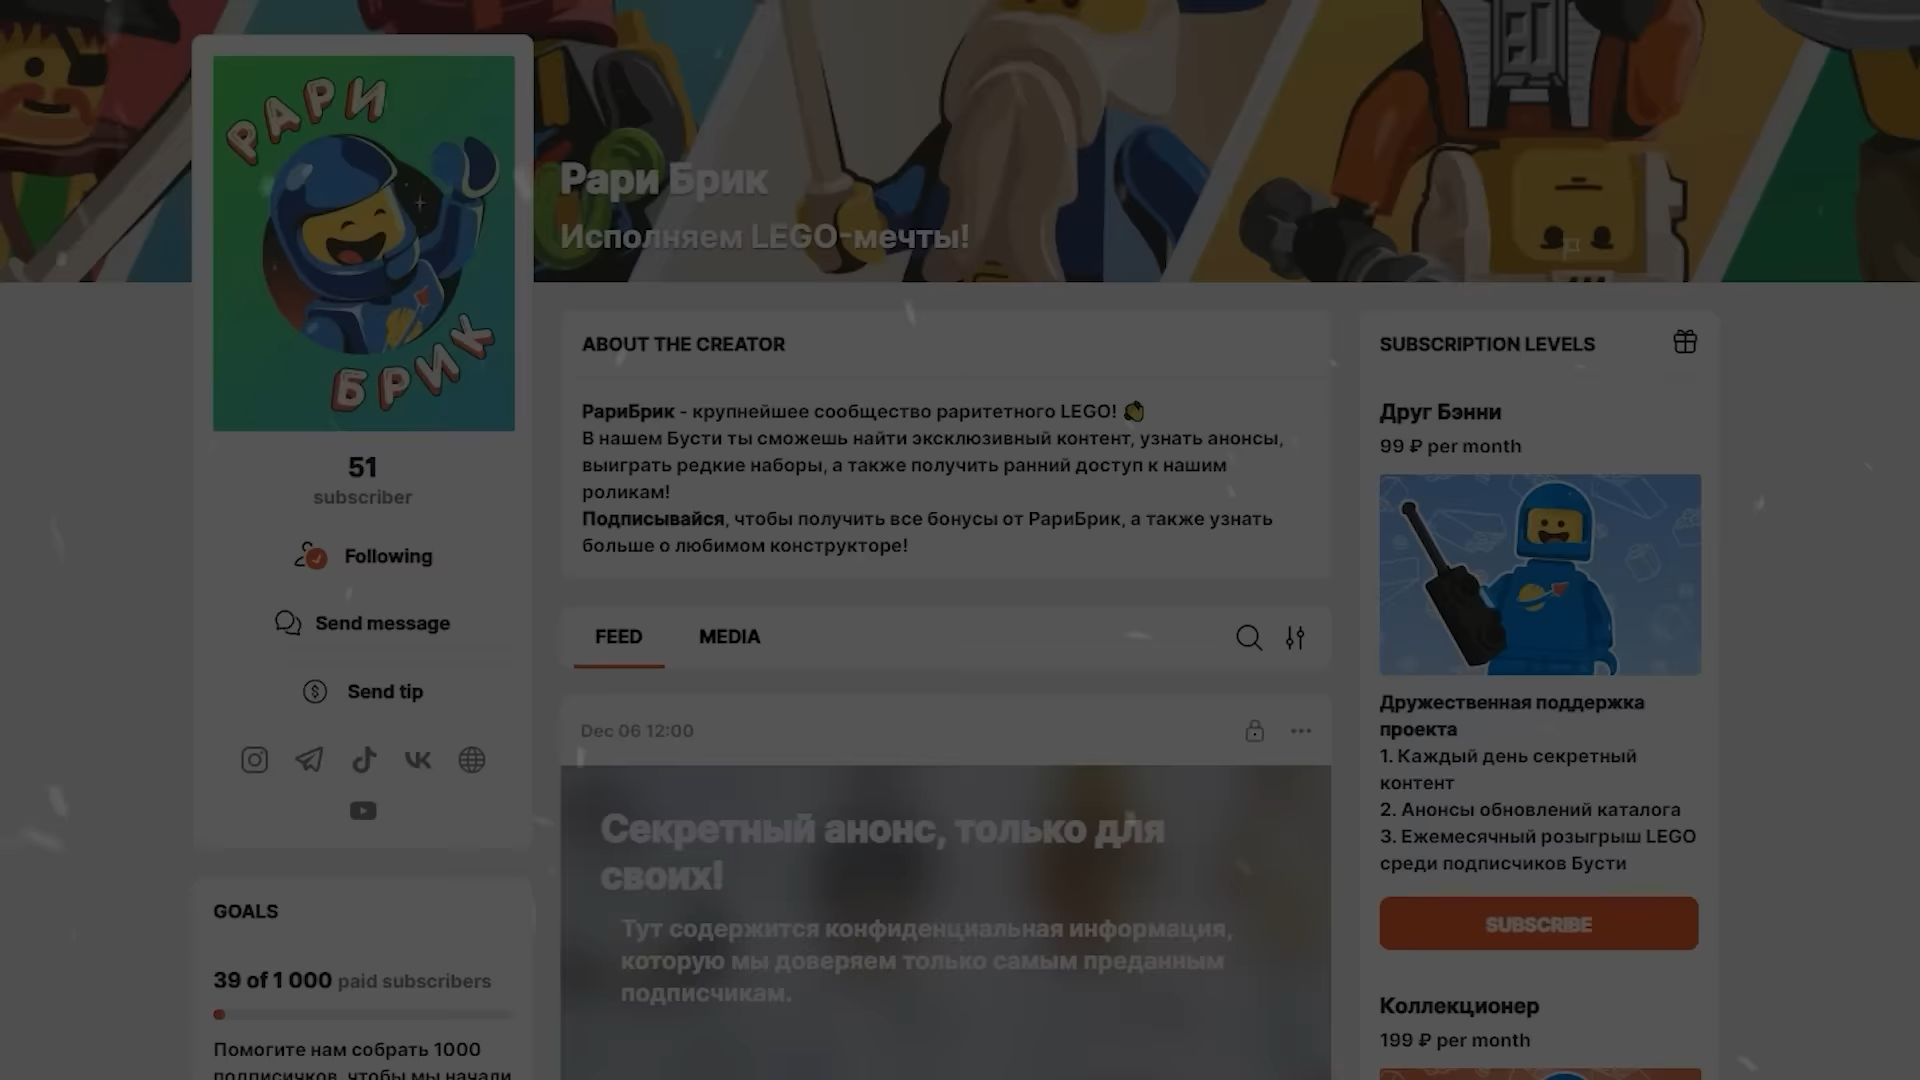 РАРИ
БРИК
51
subscriber
Following
Send message
Send tip
GOALS
39 of 1 000 paid subscribers
Помогите нам собрать 1000
подписичков, чтобы мы начали
Рари Брик
Исполняем LEGO-мечты!
ABOUT THE CREATOR
РариБрик - крупнейшее сообщество раритетного LEGO!
В нашем Бусти ты сможешь найти эксклюзивный контент, узнать анонсы,
выиграть редкие наборы, а также получить ранний доступ к нашим
роликам!
Подписывайся, чтобы получить все бонусы от РариБрик, а также узнать
больше о любимом конструкторе!
FEED MEDIA
Dec 06 12:00
Секретный анонс, только для
своих!
Тут содержится конфиденциальная информация,
которую мы доверяем только самым преданным
подписчикам.
SUBSCRIPTION LEVELS
Друг Бэнни
99 ₽ per month
Дружественная поддержка
проекта
1. Каждый день секретный
контент
2. Анонсы обновлений каталога
3. Ежемесячный розыгрыш LEGO
среди подписчиков Бусти
SUBSCRIBE
Коллекционер
199 ₽ per month